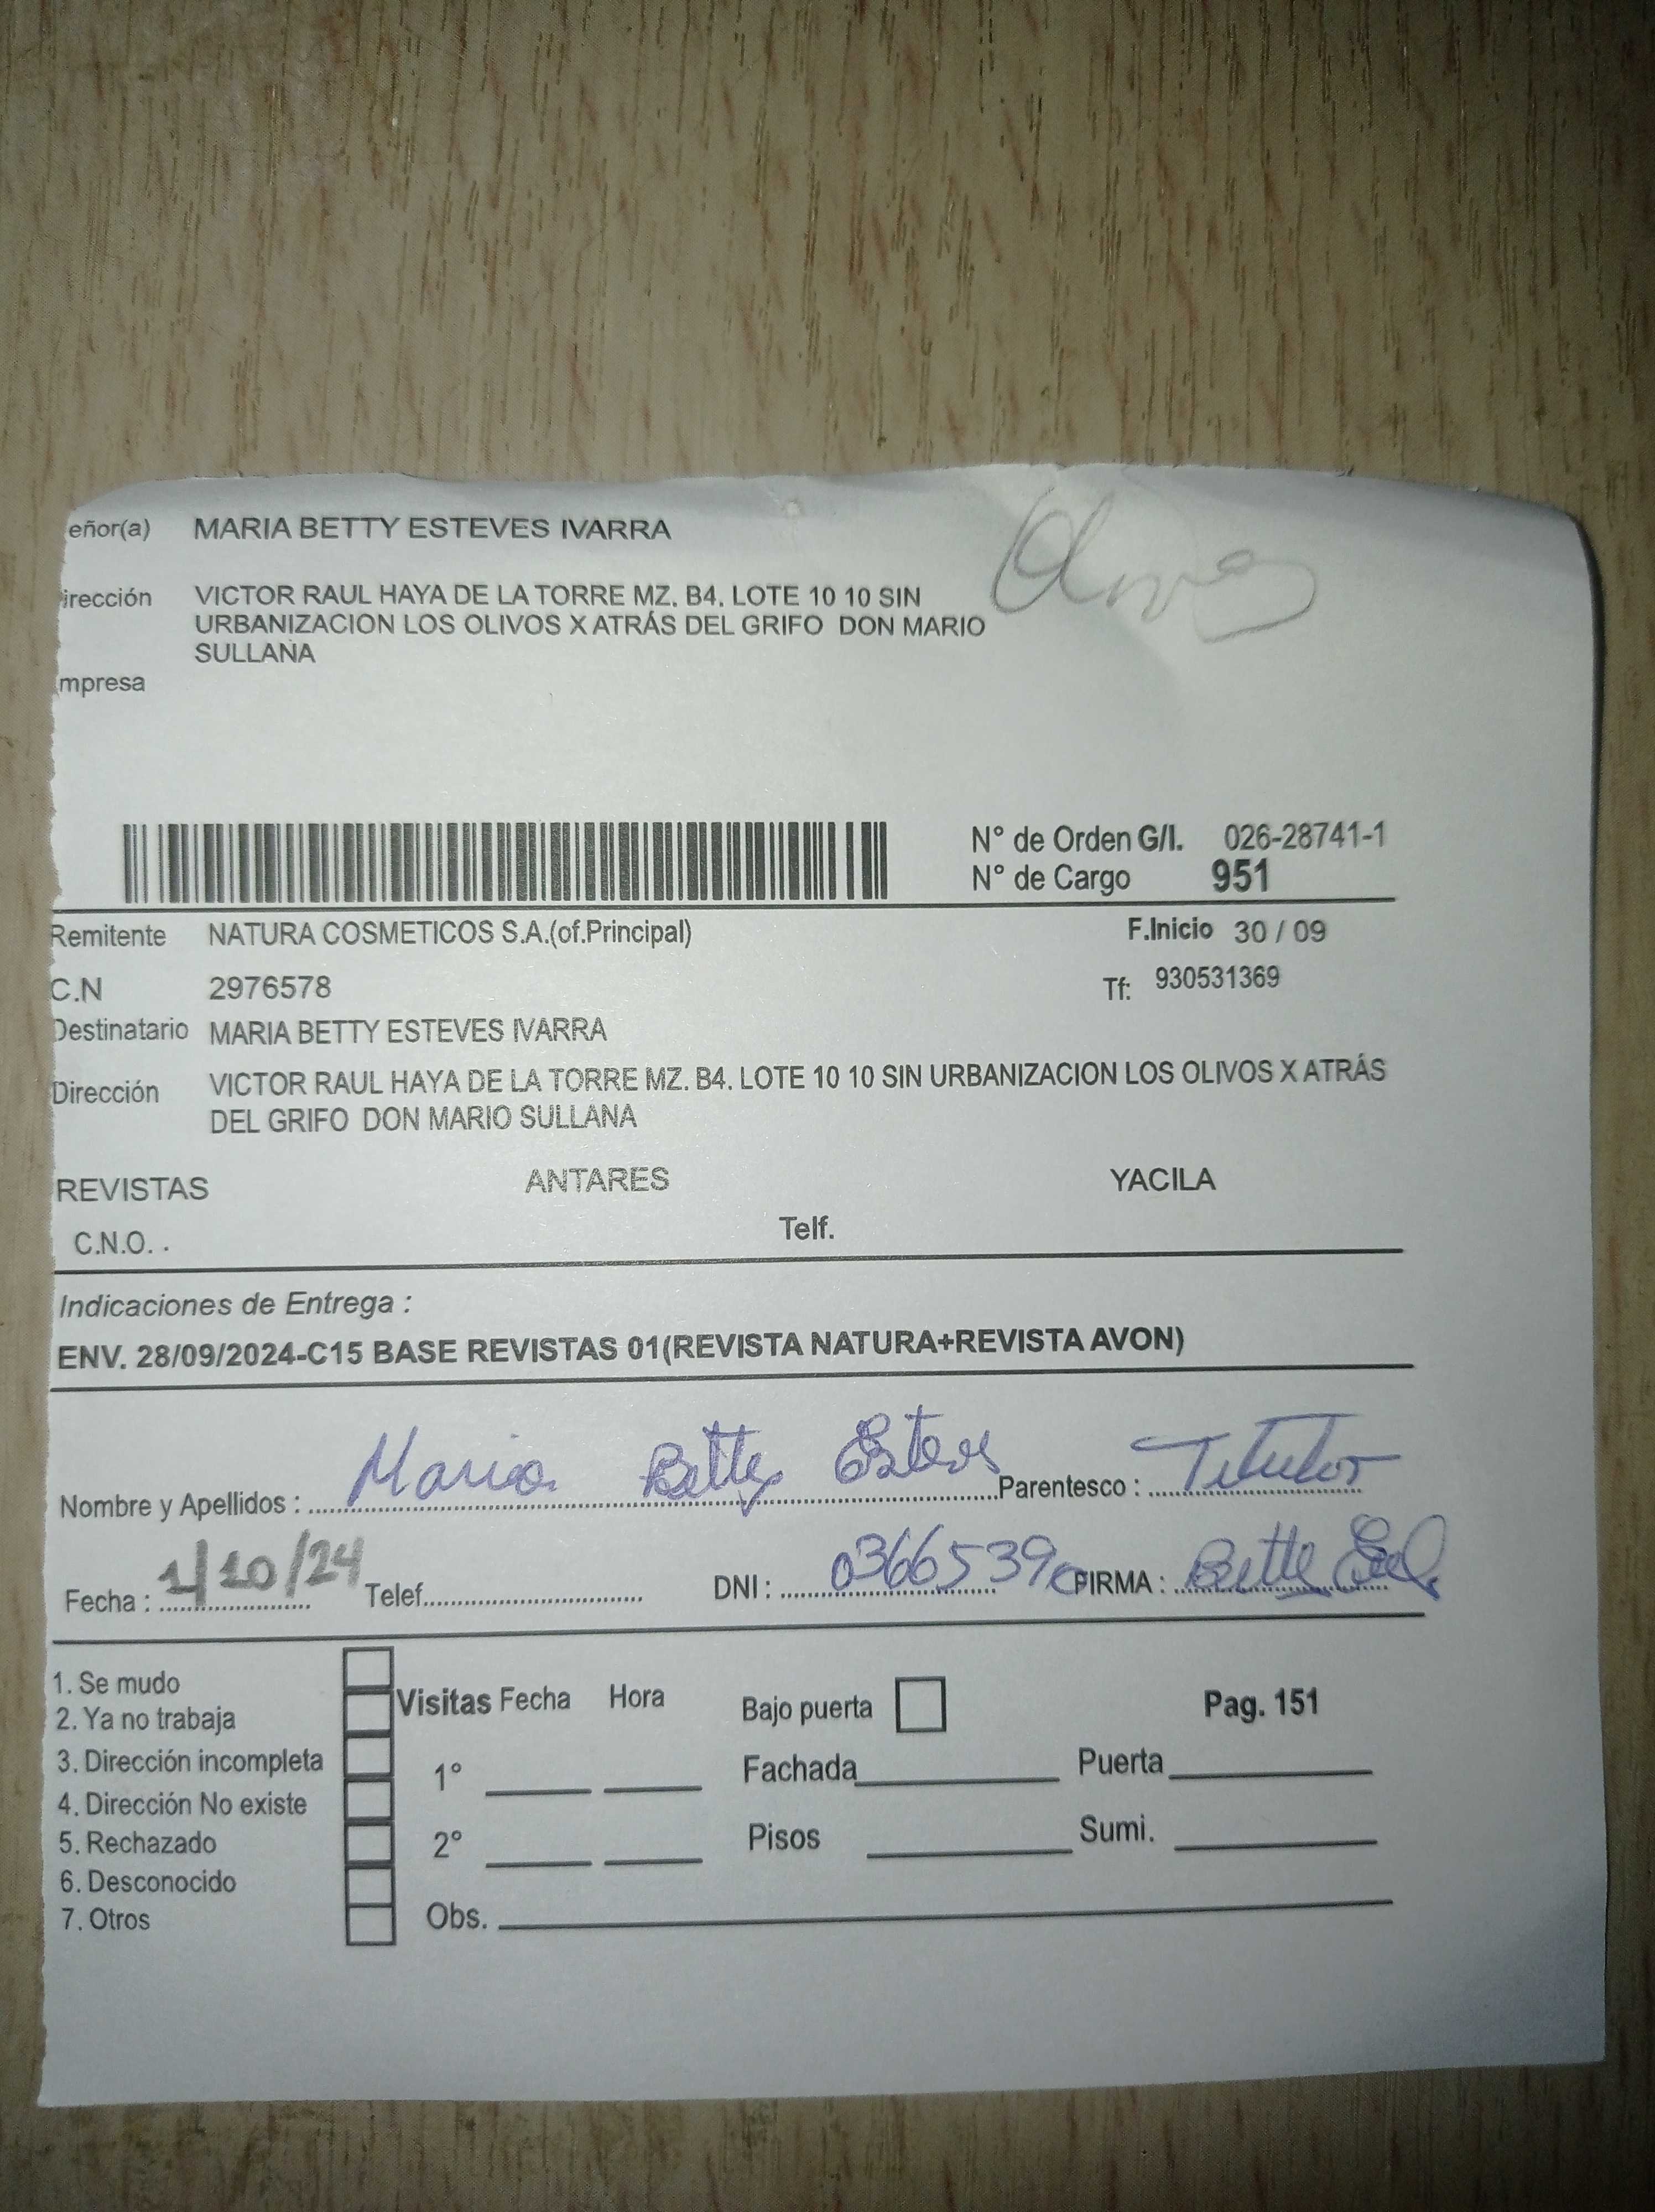 eñor(a) MARIA BETTY ESTEVES IVARRA
irección VICTOR RAUL HAYA DE LA TORRE MZ. B4. LOTE 10 10 SIN
URBANIZACION LOS OLIVOS X ATRÁS DEL GRIFO DON MARIO
SULLANA
mpresa
N° de Orden G/I. 026-28741-1
N° de Cargo 951
Remitente NATURA COSMETICOS S.A.(of.Principal) F.Inicio 30 / 09
C.N 2976578 Tf: 930531369
Destinatario MARIA BETTY ESTEVES IVARRA
Dirección VICTOR RAUL HAYA DE LA TORRE MZ. B4. LOTE 10 10 SIN URBANIZACION LOS OLIVOS X ATRÁS
DEL GRIFO DON MARIO SULLANA
REVISTAS ANTARES YACILA
C.N.O. . Telf.
Indicaciones de Entrega :
ENV. 28/09/2024-C15 BASE REVISTAS 01(REVISTA NATURA+REVISTA AVON)
Nombre y Apellidos : Maria Betty Esteves Parentesco : Titular
Fecha : 1/10/24 Telef. DNI : FIRMA : Betty
1. Se mudo
2. Ya no trabaja
3. Dirección incompleta
4. Dirección No existe
5. Rechazado
6. Desconocido
7. Otros
Visitas Fecha Hora
1°
2°
Obs.
Bajo puerta Pag. 151
Fachada Puerta
Pisos Sumi.